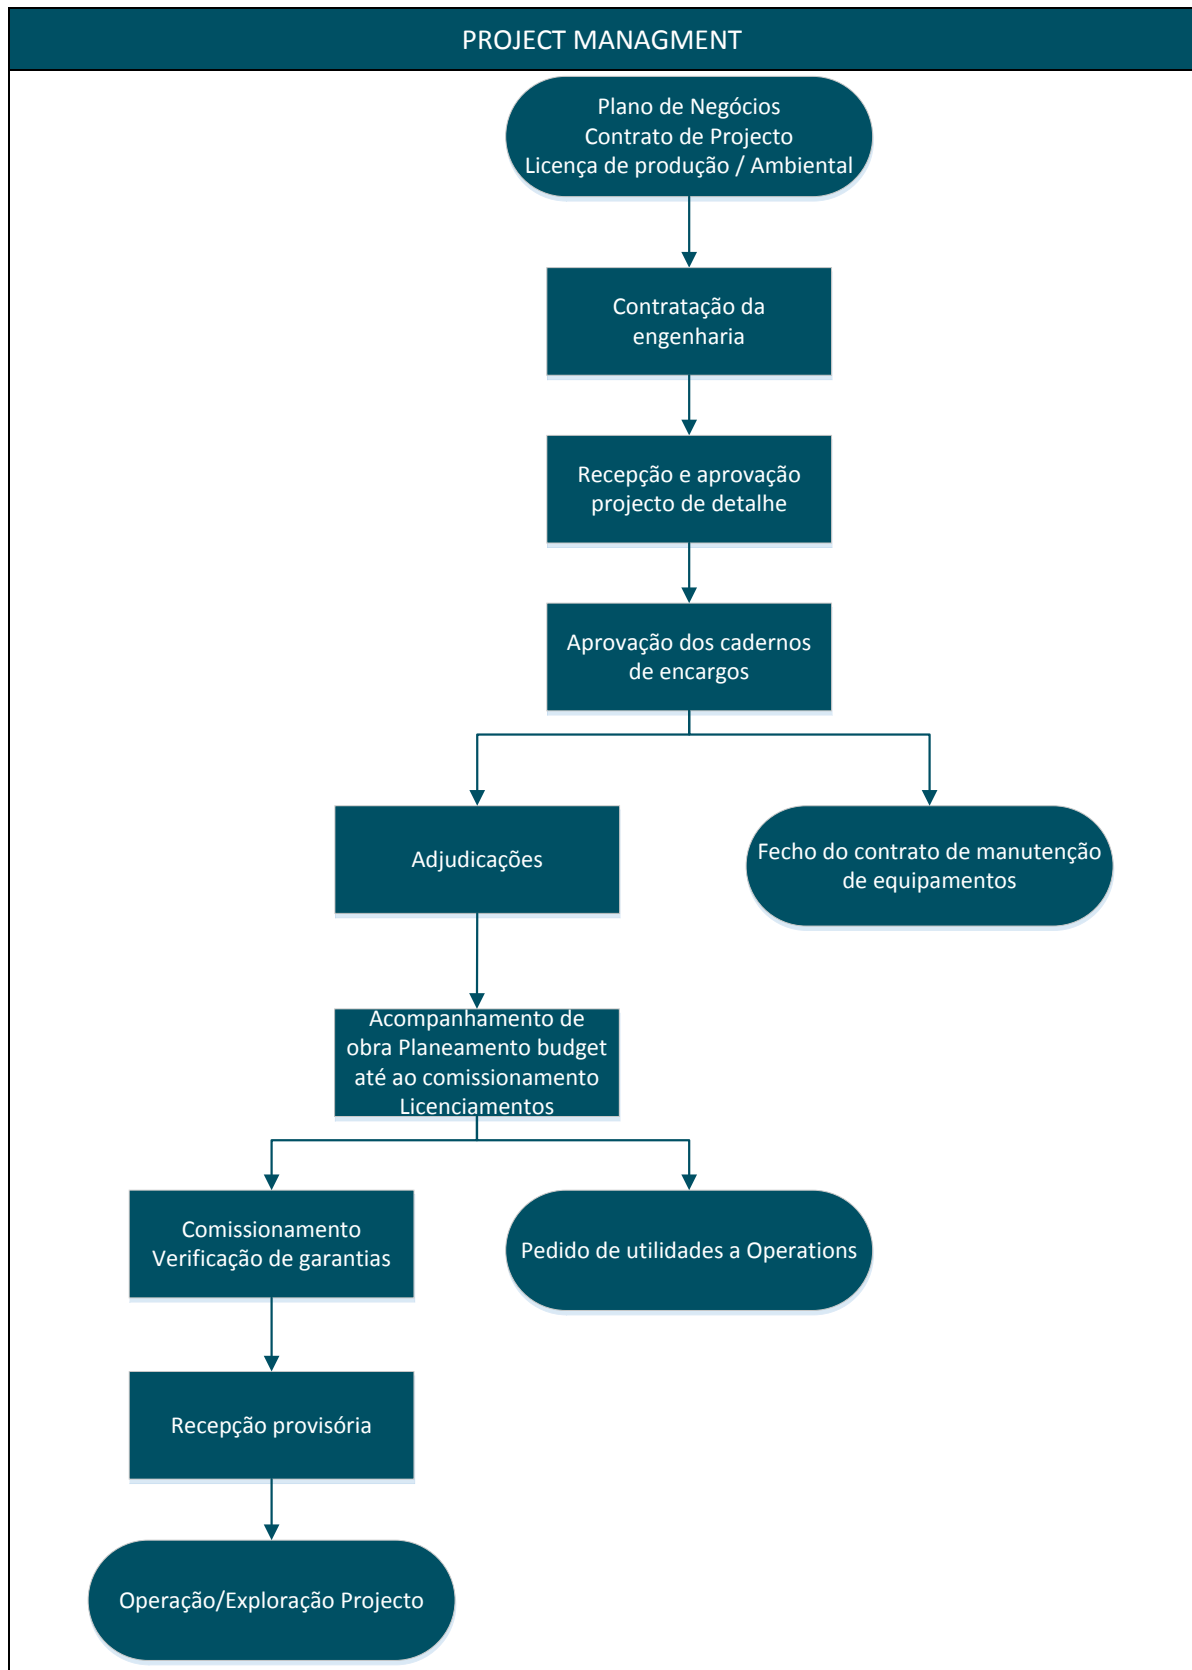 PROJECT MANAGMENT
Plano de Negócios
Contrato de Projecto
Licença de produção / Ambiental
Contratação da
engenharia
Recepção e aprovação
projecto de detalhe
Aprovação dos cadernos
de encargos
Adjudicações
Fecho do contrato de manutenção
de equipamentos
Acompanhamento de
obra Planeamento budget
até ao comissionamento
Licenciamentos
Comissionamento
Verificação de garantias
Pedido de utilidades a Operations
Recepção provisória
Operação/Exploração Projecto